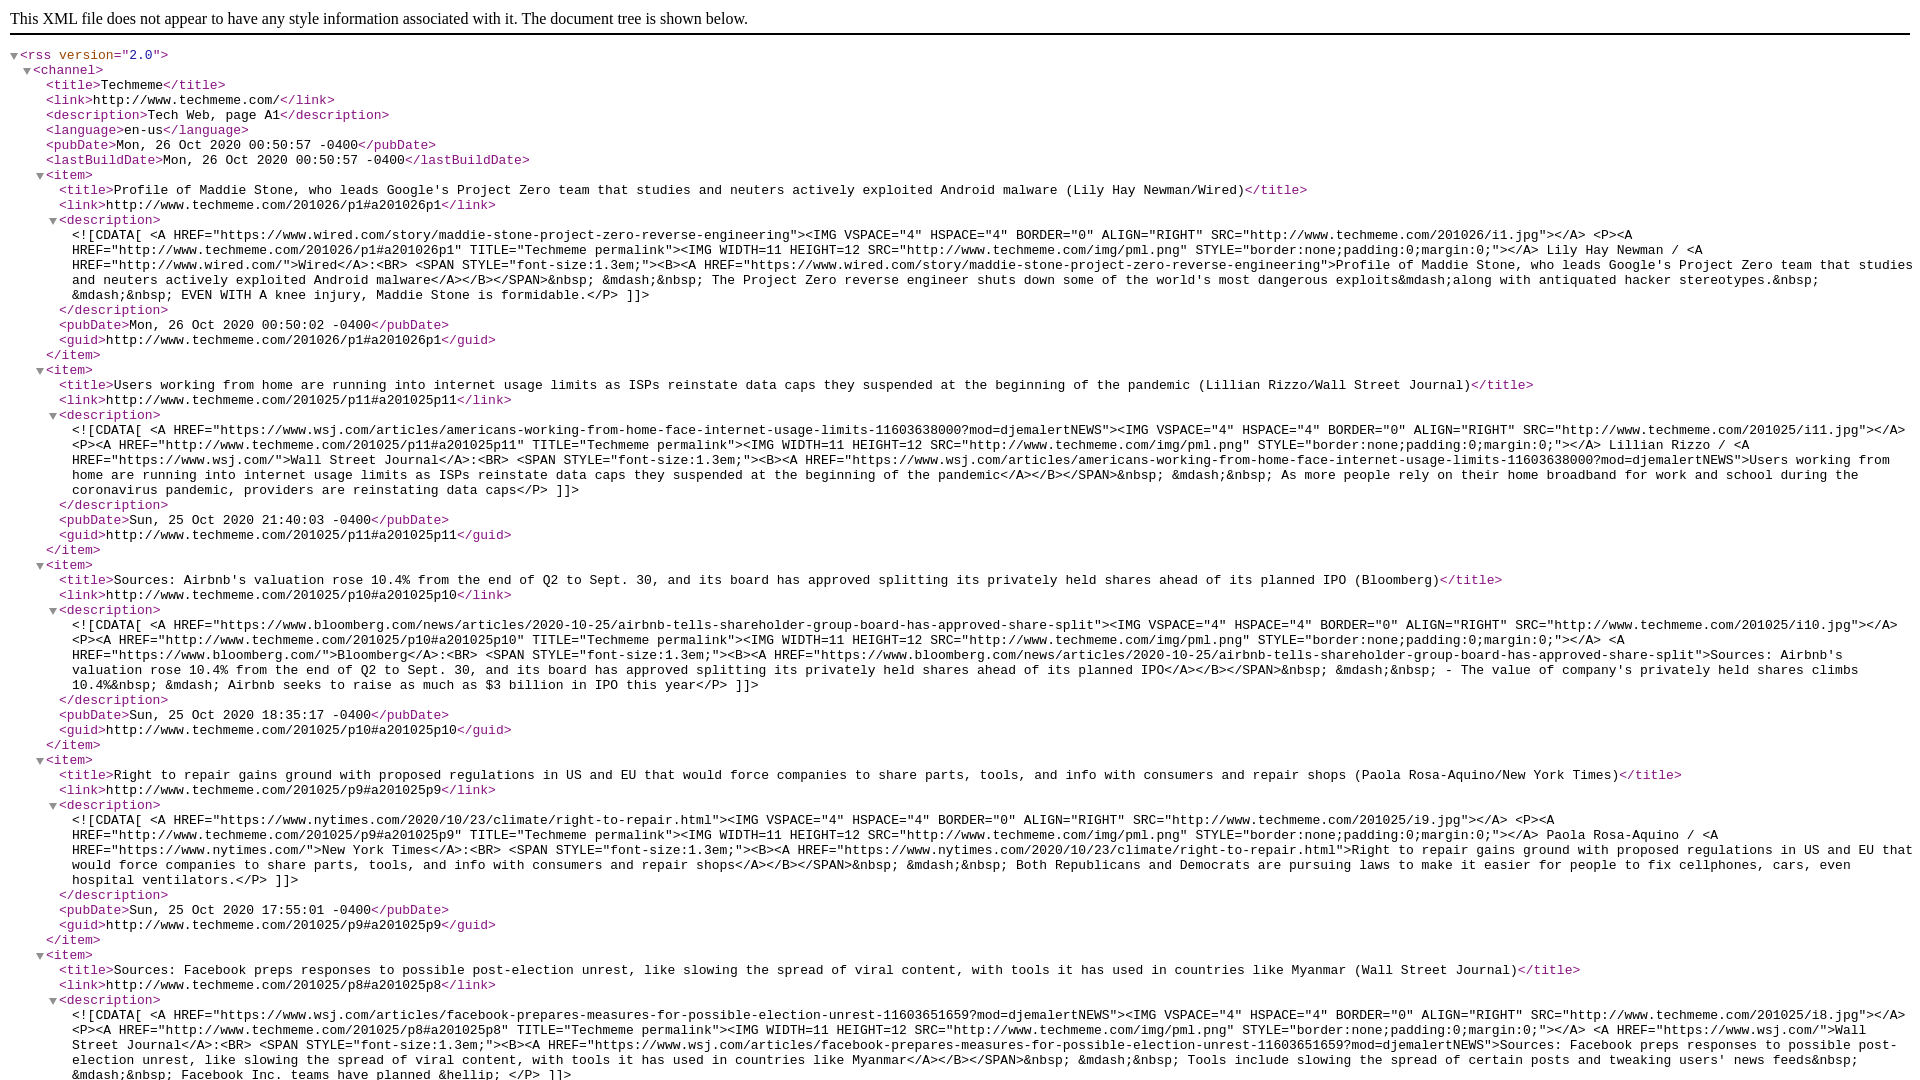 This XML file does not appear to have any style information associated with it. The document tree is shown below.
<rss version="2.0">
<channel>
<title>Techmeme</title>
<link>http://www.techmeme.com/</link>
<description>Tech Web, page A1</description>
<language>en-us</language>
<pubDate>Mon, 26 Oct 2020 00:50:57 -0400</pubDate>
<lastBuildDate>Mon, 26 Oct 2020 00:50:57 -0400</lastBuildDate>
<item>
<title>Profile of Maddie Stone, who leads Google's Project Zero team that studies and neuters actively exploited Android malware (Lily Hay Newman/Wired)</title>
<link>http://www.techmeme.com/201026/p1#a201026p1</link>
<description>
<![CDATA[ <A HREF="https://www.wired.com/story/maddie-stone-project-zero-reverse-engineering"><IMG VSPACE="4" HSPACE="4" BORDER="0" ALIGN="RIGHT" SRC="http://www.techmeme.com/201026/i1.jpg"></A> <P><A
HREF="http://www.techmeme.com/201026/p1#a201026p1" TITLE="Techmeme permalink"><IMG WIDTH=11 HEIGHT=12 SRC="http://www.techmeme.com/img/pml.png" STYLE="border:none;padding:0;margin:0;"></A> Lily Hay Newman / <A
HREF="http://www.wired.com/">Wired</A>:<BR> <SPAN STYLE="font-size:1.3em;"><B><A HREF="https://www.wired.com/story/maddie-stone-project-zero-reverse-engineering">Profile of Maddie Stone, who leads Google's Project Zero team that studies
and neuters actively exploited Android malware</A></B></SPAN>&nbsp; &mdash;&nbsp; The Project Zero reverse engineer shuts down some of the world's most dangerous exploits&mdash;along with antiquated hacker stereotypes.&nbsp;
&mdash;&nbsp; EVEN WITH A knee injury, Maddie Stone is formidable.</P> ]]>
</description>
<pubDate>Mon, 26 Oct 2020 00:50:02 -0400</pubDate>
<guid>http://www.techmeme.com/201026/p1#a201026p1</guid>
</item>
<item>
<title>Users working from home are running into internet usage limits as ISPs reinstate data caps they suspended at the beginning of the pandemic (Lillian Rizzo/Wall Street Journal)</title>
<link>http://www.techmeme.com/201025/p11#a201025p11</link>
<description>
<![CDATA[ <A HREF="https://www.wsj.com/articles/americans-working-from-home-face-internet-usage-limits-11603638000?mod=djemalertNEWS"><IMG VSPACE="4" HSPACE="4" BORDER="0" ALIGN="RIGHT" SRC="http://www.techmeme.com/201025/i11.jpg"></A>
<P><A HREF="http://www.techmeme.com/201025/p11#a201025p11" TITLE="Techmeme permalink"><IMG WIDTH=11 HEIGHT=12 SRC="http://www.techmeme.com/img/pml.png" STYLE="border:none;padding:0;margin:0;"></A> Lillian Rizzo / <A
HREF="https://www.wsj.com/">Wall Street Journal</A>:<BR> <SPAN STYLE="font-size:1.3em;"><B><A HREF="https://www.wsj.com/articles/americans-working-from-home-face-internet-usage-limits-11603638000?mod=djemalertNEWS">Users working from
home are running into internet usage limits as ISPs reinstate data caps they suspended at the beginning of the pandemic</A></B></SPAN>&nbsp; &mdash;&nbsp; As more people rely on their home broadband for work and school during the
coronavirus pandemic, providers are reinstating data caps</P> ]]>
</description>
<pubDate>Sun, 25 Oct 2020 21:40:03 -0400</pubDate>
<guid>http://www.techmeme.com/201025/p11#a201025p11</guid>
</item>
<item>
<title>Sources: Airbnb's valuation rose 10.4% from the end of Q2 to Sept. 30, and its board has approved splitting its privately held shares ahead of its planned IPO (Bloomberg)</title>
<link>http://www.techmeme.com/201025/p10#a201025p10</link>
<description>
<![CDATA[ <A HREF="https://www.bloomberg.com/news/articles/2020-10-25/airbnb-tells-shareholder-group-board-has-approved-share-split"><IMG VSPACE="4" HSPACE="4" BORDER="0" ALIGN="RIGHT" SRC="http://www.techmeme.com/201025/i10.jpg"></A>
<P><A HREF="http://www.techmeme.com/201025/p10#a201025p10" TITLE="Techmeme permalink"><IMG WIDTH=11 HEIGHT=12 SRC="http://www.techmeme.com/img/pml.png" STYLE="border:none;padding:0;margin:0;"></A> <A
HREF="https://www.bloomberg.com/">Bloomberg</A>:<BR> <SPAN STYLE="font-size:1.3em;"><B><A HREF="https://www.bloomberg.com/news/articles/2020-10-25/airbnb-tells-shareholder-group-board-has-approved-share-split">Sources: Airbnb's
valuation rose 10.4% from the end of Q2 to Sept. 30, and its board has approved splitting its privately held shares ahead of its planned IPO</A></B></SPAN>&nbsp; &mdash;&nbsp; - The value of company's privately held shares climbs
10.4%&nbsp; &mdash; Airbnb seeks to raise as much as $3 billion in IPO this year</P> ]]>
</description>
<pubDate>Sun, 25 Oct 2020 18:35:17 -0400</pubDate>
<guid>http://www.techmeme.com/201025/p10#a201025p10</guid>
</item>
<item>
<title>Right to repair gains ground with proposed regulations in US and EU that would force companies to share parts, tools, and info with consumers and repair shops (Paola Rosa-Aquino/New York Times)</title>
<link>http://www.techmeme.com/201025/p9#a201025p9</link>
<description>
<![CDATA[ <A HREF="https://www.nytimes.com/2020/10/23/climate/right-to-repair.html"><IMG VSPACE="4" HSPACE="4" BORDER="0" ALIGN="RIGHT" SRC="http://www.techmeme.com/201025/i9.jpg"></A> <P><A
HREF="http://www.techmeme.com/201025/p9#a201025p9" TITLE="Techmeme permalink"><IMG WIDTH=11 HEIGHT=12 SRC="http://www.techmeme.com/img/pml.png" STYLE="border:none;padding:0;margin:0;"></A> Paola Rosa-Aquino / <A
HREF="https://www.nytimes.com/">New York Times</A>:<BR> <SPAN STYLE="font-size:1.3em;"><B><A HREF="https://www.nytimes.com/2020/10/23/climate/right-to-repair.html">Right to repair gains ground with proposed regulations in US and EU that
would force companies to share parts, tools, and info with consumers and repair shops</A></B></SPAN>&nbsp; &mdash;&nbsp; Both Republicans and Democrats are pursuing laws to make it easier for people to fix cellphones, cars, even
hospital ventilators.</P> ]]>
</description>
<pubDate>Sun, 25 Oct 2020 17:55:01 -0400</pubDate>
<guid>http://www.techmeme.com/201025/p9#a201025p9</guid>
</item>
<item>
<title>Sources: Facebook preps responses to possible post-election unrest, like slowing the spread of viral content, with tools it has used in countries like Myanmar (Wall Street Journal)</title>
<link>http://www.techmeme.com/201025/p8#a201025p8</link>
<description>
<![CDATA[ <A HREF="https://www.wsj.com/articles/facebook-prepares-measures-for-possible-election-unrest-11603651659?mod=djemalertNEWS"><IMG VSPACE="4" HSPACE="4" BORDER="0" ALIGN="RIGHT" SRC="http://www.techmeme.com/201025/i8.jpg"></A>
<P><A HREF="http://www.techmeme.com/201025/p8#a201025p8" TITLE="Techmeme permalink"><IMG WIDTH=11 HEIGHT=12 SRC="http://www.techmeme.com/img/pml.png" STYLE="border:none;padding:0;margin:0;"></A> <A HREF="https://www.wsj.com/">Wall
Street Journal</A>:<BR> <SPAN STYLE="font-size:1.3em;"><B><A HREF="https://www.wsj.com/articles/facebook-prepares-measures-for-possible-election-unrest-11603651659?mod=djemalertNEWS">Sources: Facebook preps responses to possible post-
election unrest, like slowing the spread of viral content, with tools it has used in countries like Myanmar</A></B></SPAN>&nbsp; &mdash;&nbsp; Tools include slowing the spread of certain posts and tweaking users' news feeds&nbsp;
&mdash;&nbsp; Facebook Inc. teams have planned &hellip; </P> ]]>